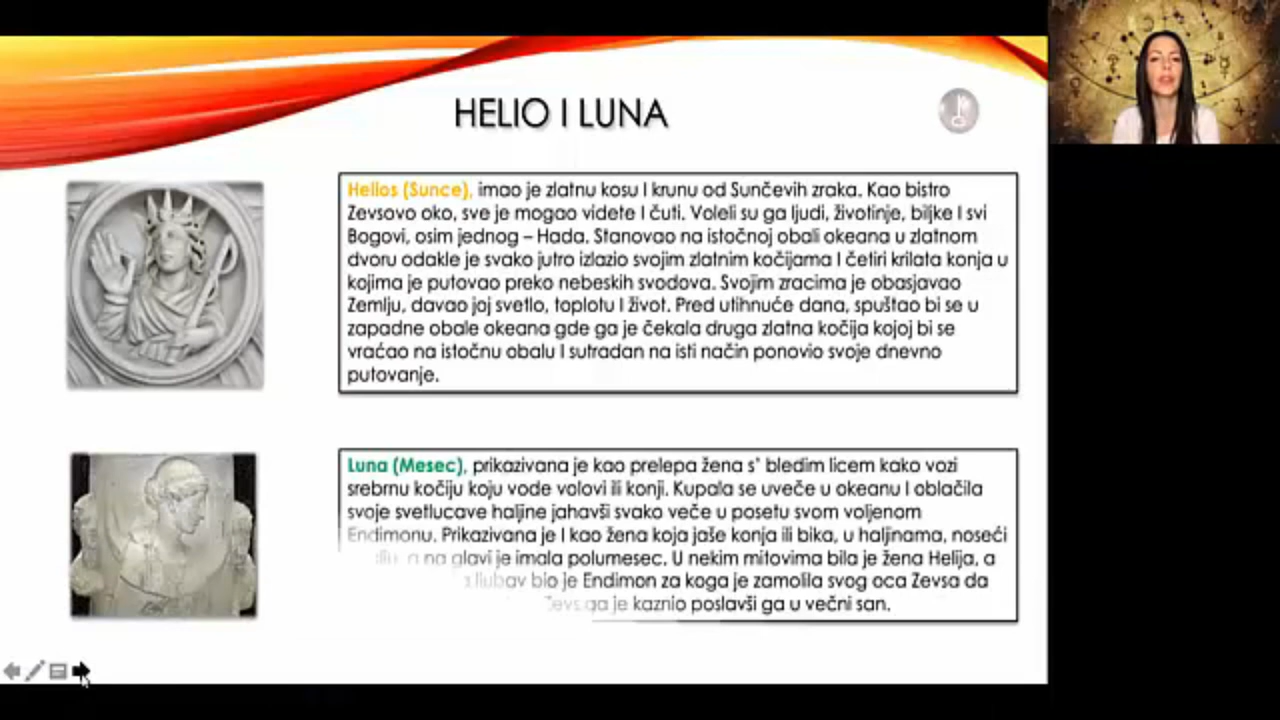 HELIO I LUNA
Helios (Sunce), imao je zlatnu kosu I krunu od Sunčevih zraka. Kao bistro
Zevsovo oko, sve je mogao videte I čuti. Voleli su ga ljudi, životinje, biljke I svi
Bogovi, osim jednog – Hada. Stanovao na istočnoj obali okeana u zlatnom
dvoru odakle je svako jutro izlazio svojim zlatnim kočijama I četiri krilata konja u
kojima je putovao preko nebeskih svodova. Svojim zracima je obasjavao
Zemlju, davao joj svetlo, toplotu I život. Pred utihnuće dana, spuštao bi se u
zapadne obale okeana gde ga je čekala druga zlatna kočija kojoj bi se
vraćao na istočnu obalu I sutradan na isti način ponovio svoje dnevno
putovanje.
Luna (Mesec), prikazivana je kao prelepa žena s' bledim licem kako vozi
srebrnu kočiju koju vode volovi ili konji. Kupala se uveče u okeanu I oblačila
svoje svetlucave haljine jahavši svako veče u posetu svom voljenom
Endimonu. Prikazivana je I kao žena koja jaše konja ili bika, u haljinama, noseći
a na glavi je imala polumesec. U nekim mitovima bila je žena Helija, a
ljubav bio je Endimon za koga je zamolila svog oca Zevsa da
Zevs ga je kaznio poslavši ga u večni san.